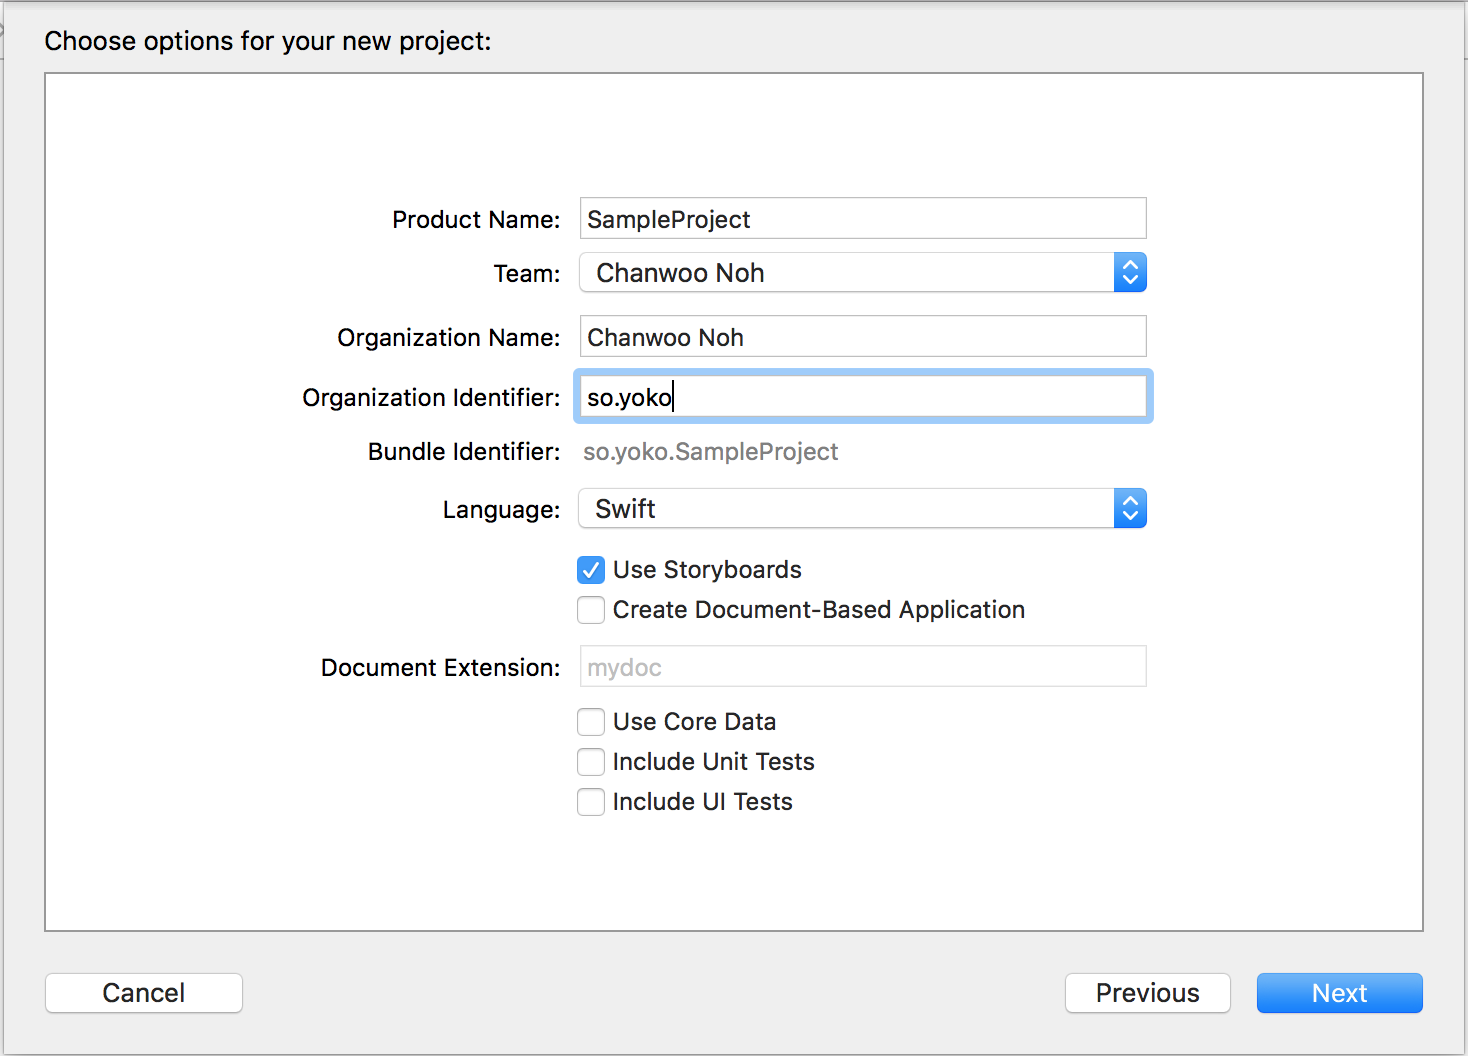 Choose options for your new project:
Product Name: SampleProject
Team: Chanwoo Noh
Organization Name: Chanwoo Noh
Organization Identifier: so.yoko
Bundle Identifier: so.yoko.SampleProject
Language: Swift
Use Storyboards
Create Document-Based Application
Document Extension: mydoc
Use Core Data
Include Unit Tests
Include UI Tests
Cancel Previous Next